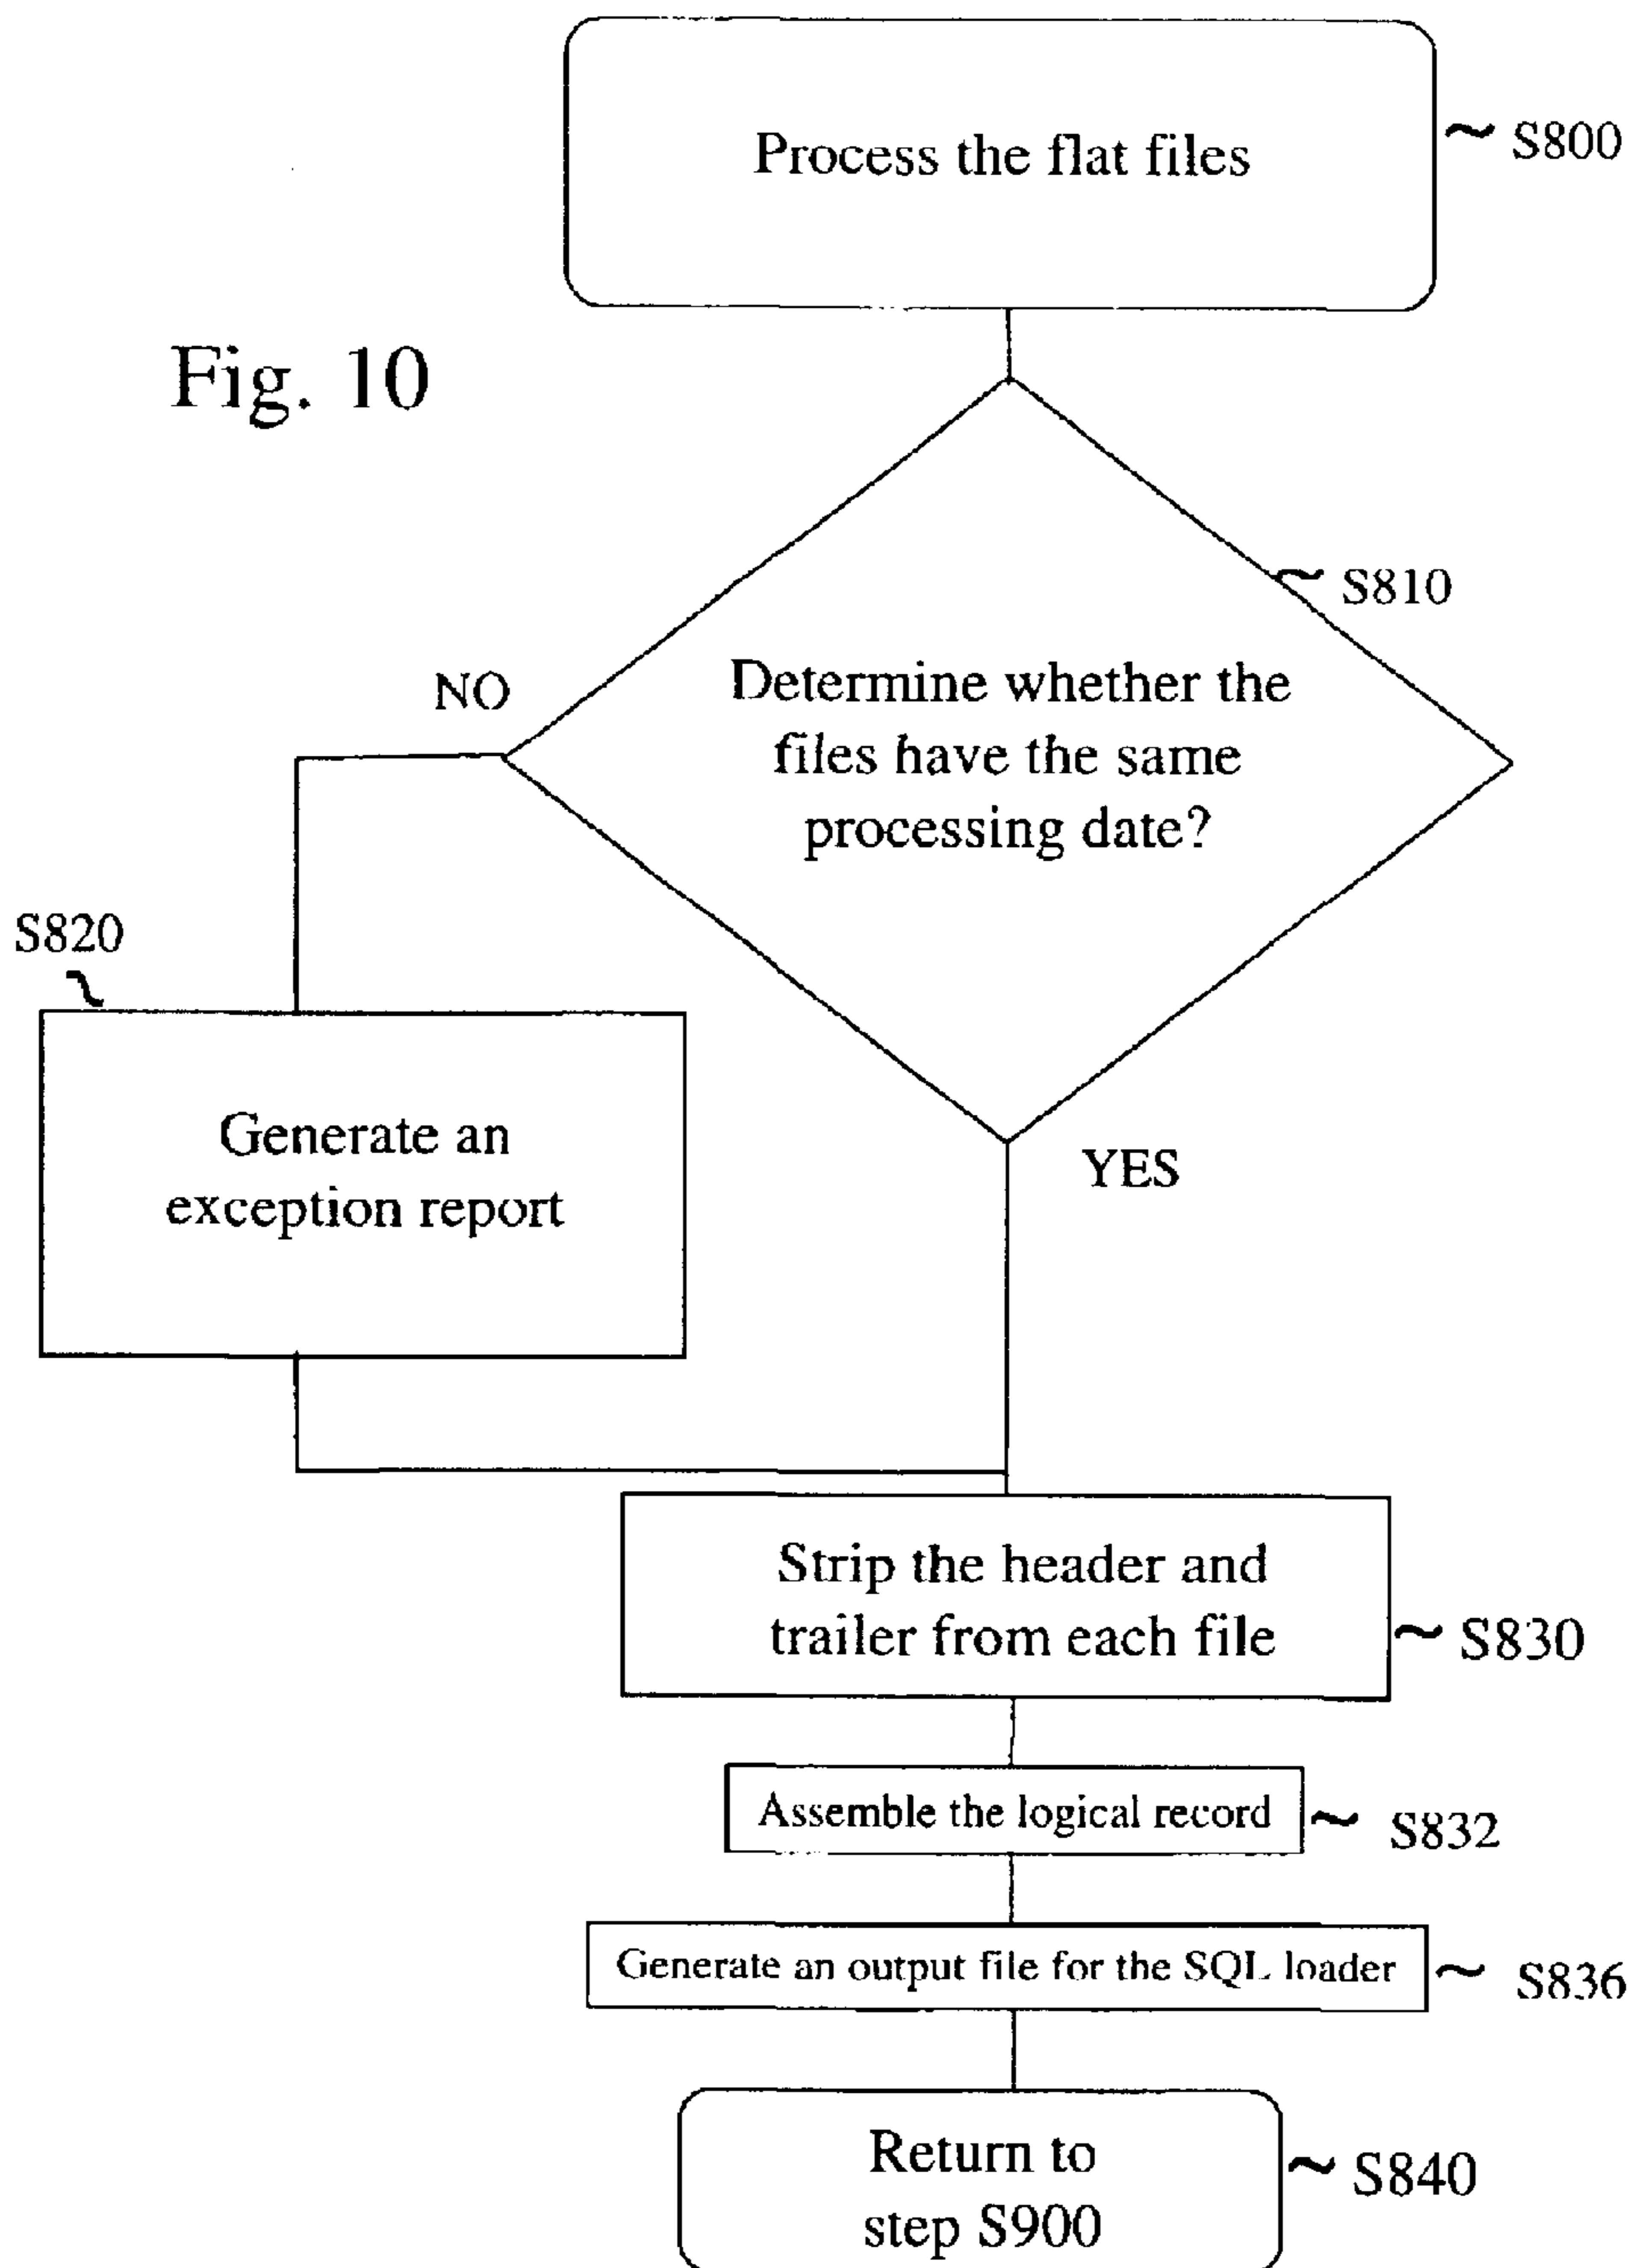 Process the flat files
S800
Fig. 10
S810
Determine whether the
files have the same
processing date?
NO
YES
S820
Generate an
exception report
Strip the header and
trailer from each file
S830
Assemble the logical record
S832
Generate an output file for the SQL loader
S836
Return to
step S900
S840